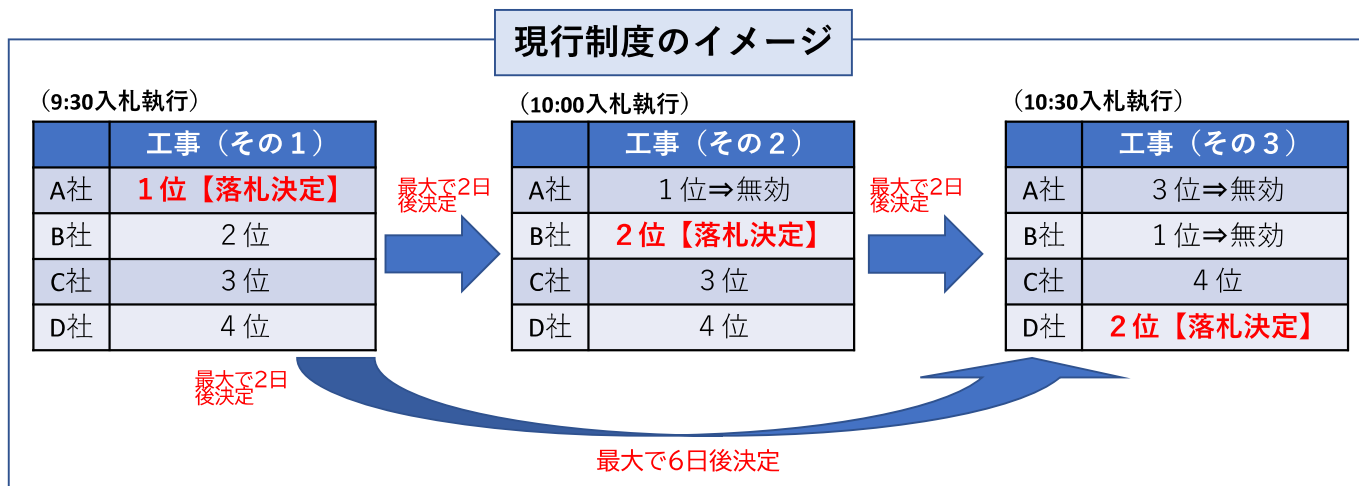 現行制度のイメージ
（9:30入札執行）
工事（その１）
A社 １位【落札決定】
B社 ２位
C社 ３位
D社 ４位
最大で2日
後決定
（10:00入札執行）
工事（その２）
A社 １位⇒無効
B社 ２位【落札決定】
C社 ３位
D社 ４位
最大で2日
後決定
（10:30入札執行）
工事（その３）
A社 ３位⇒無効
B社 １位⇒無効
C社 ４位
D社 ２位【落札決定】
最大で2日
後決定
最大で6日後決定